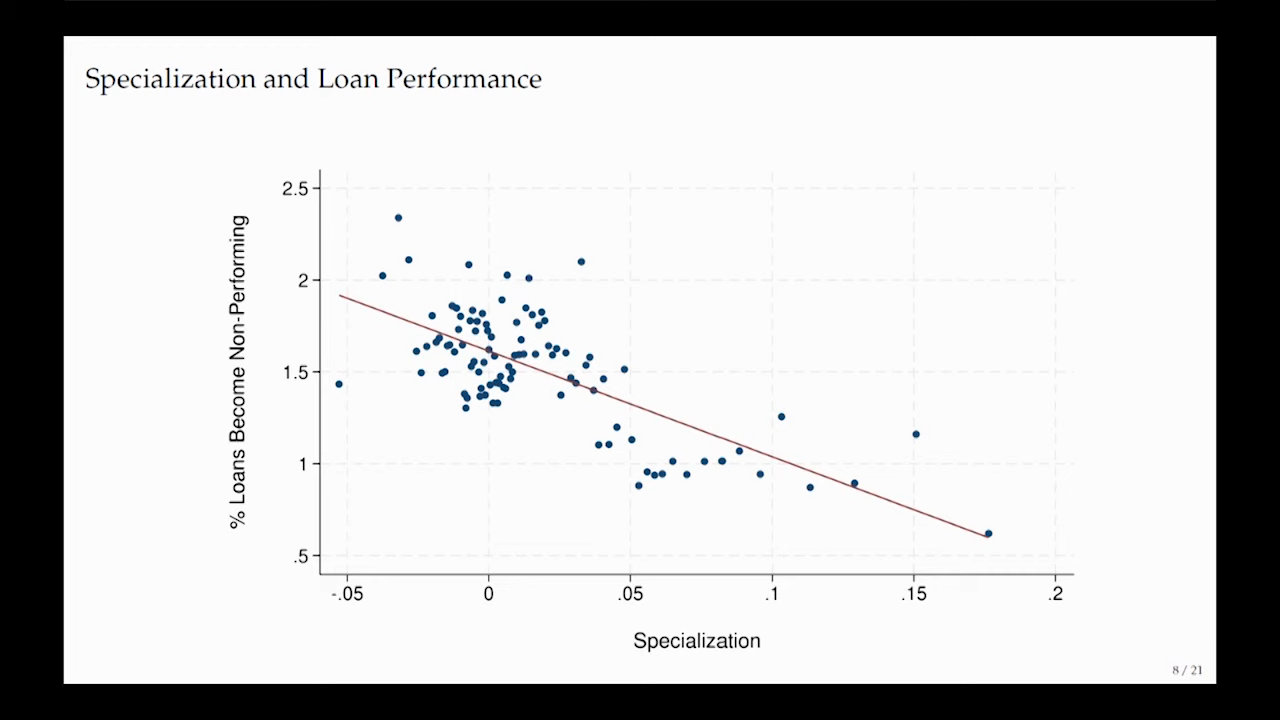 Specialization and Loan Performance
% Loans Become Non-Performing
2.5
2
1.5
1
.5
-.05
0
.05
.1
.15
.2
Specialization
8 / 21